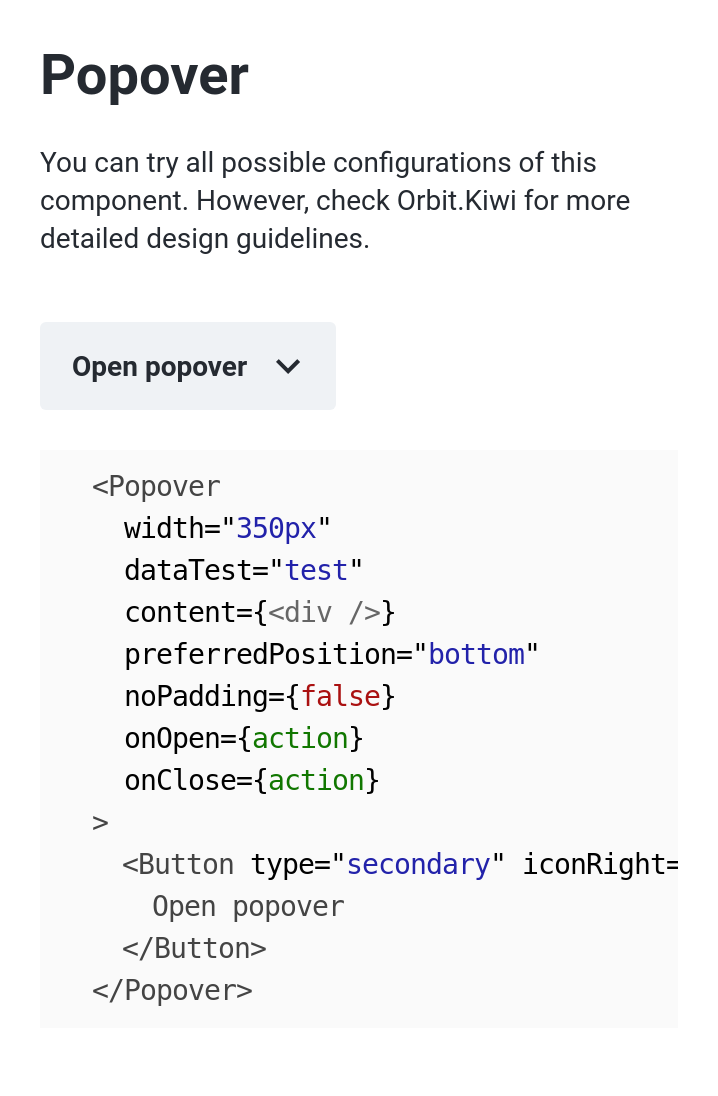 Popover
You can try all possible configurations of this
component. However, check Orbit.Kiwi for more
detailed design guidelines.
Open popover
<Popover
width="350px"
dataTest="test"
content={<div />}
preferredPosition="bottom"
noPadding={false}
onOpen={action}
onClose={action}
>
<Button type="secondary" iconRight=
Open popover
</Button>
</Popover>